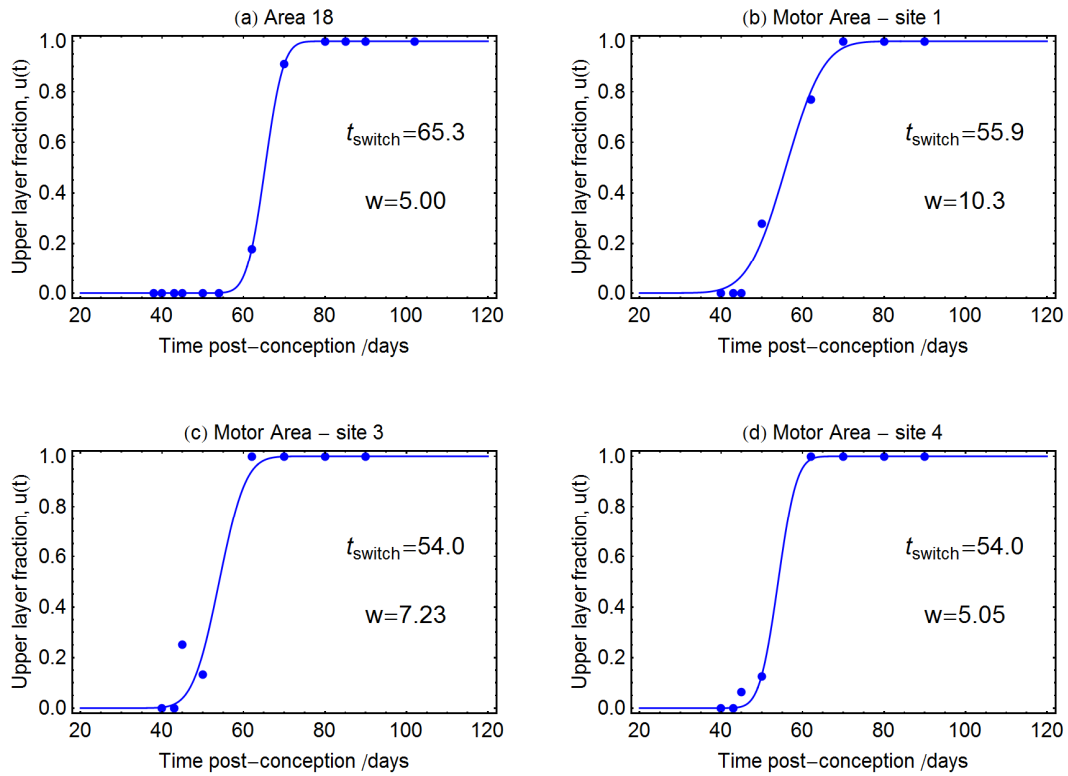 (a) Area 18
Upper layer fraction, u(t)
1.0
0.8
0.6
0.4
0.2
0.0
t_switch=65.3
w=5.00
20 40 60 80 100 120
Time post−conception /days
(b) Motor Area − site 1
Upper layer fraction, u(t)
1.0
0.8
0.6
0.4
0.2
0.0
t_switch=55.9
w=10.3
20 40 60 80 100 120
Time post−conception /days
(c) Motor Area − site 3
Upper layer fraction, u(t)
1.0
0.8
0.6
0.4
0.2
0.0
t_switch=54.0
w=7.23
20 40 60 80 100 120
Time post−conception /days
(d) Motor Area − site 4
Upper layer fraction, u(t)
1.0
0.8
0.6
0.4
0.2
0.0
t_switch=54.0
w=5.05
20 40 60 80 100 120
Time post−conception /days